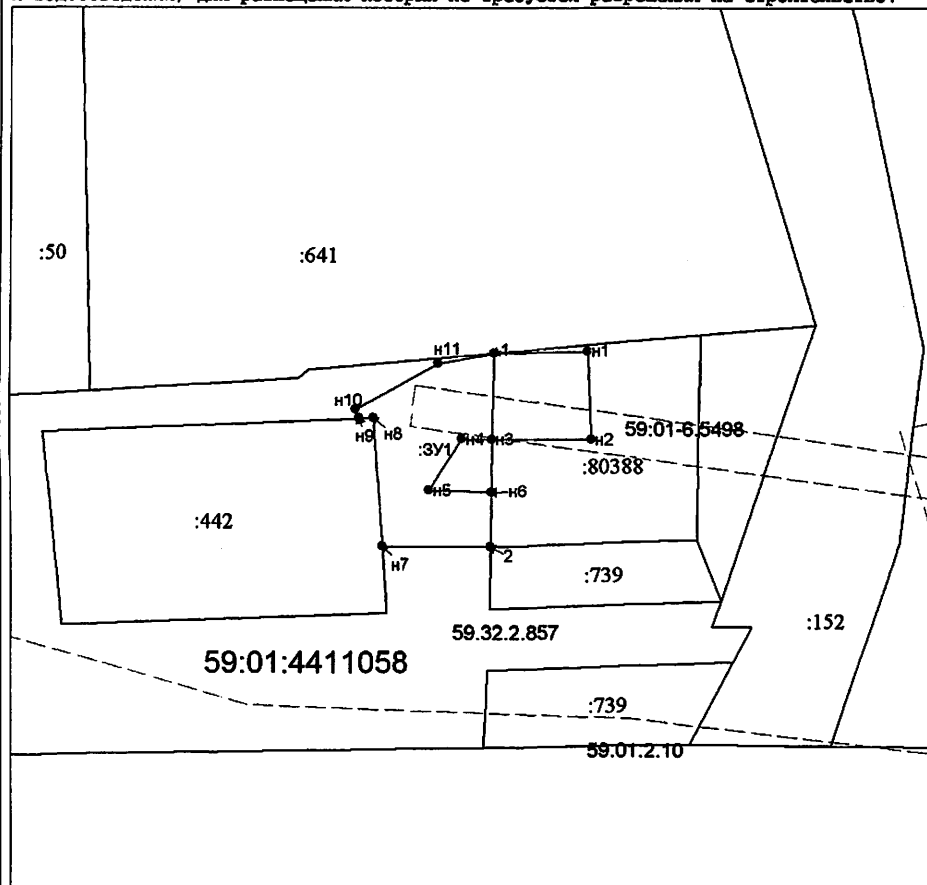 :50
:641
н11
1
н1
н10
н9
н8
н4
н3
н2
59:01-6.5498
:ЗУ1
:80388
н5
н6
:442
н7
2
:739
:152
59.32.2.857
59:01:4411058
:739
59.01.2.10